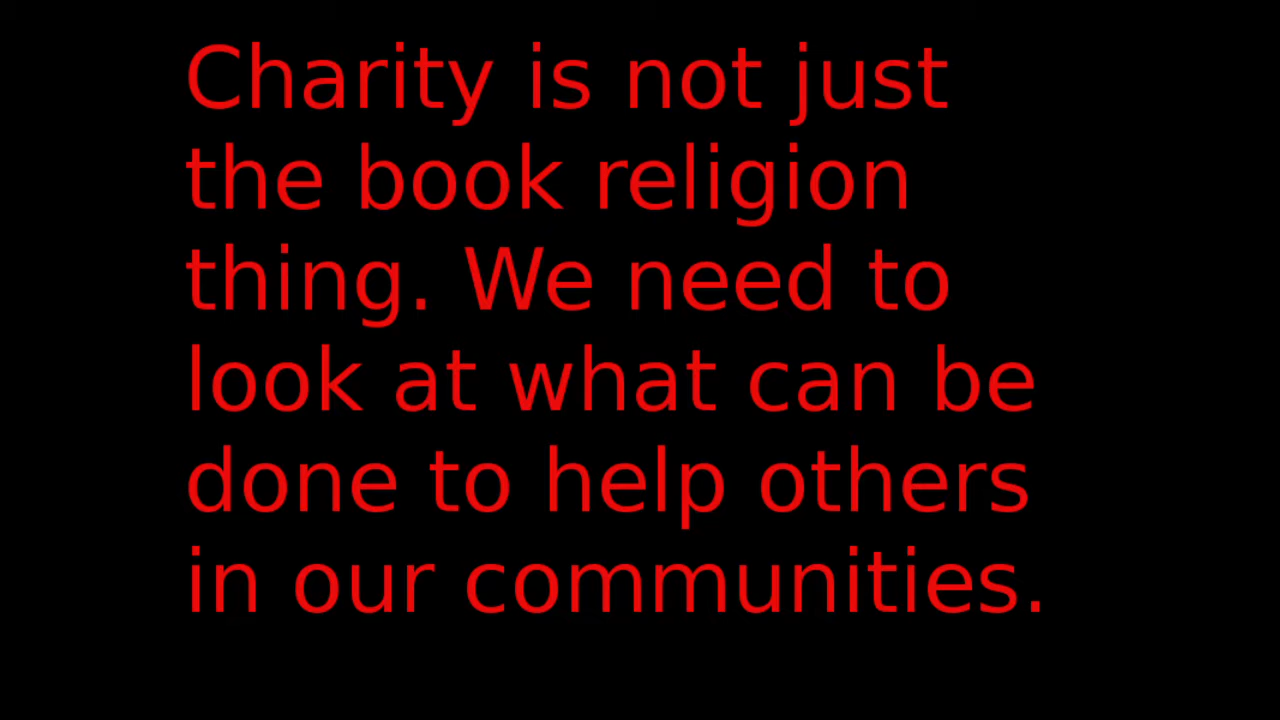 Charity is not just
the book religion
thing. We need to
look at what can be
done to help others
in our communities.